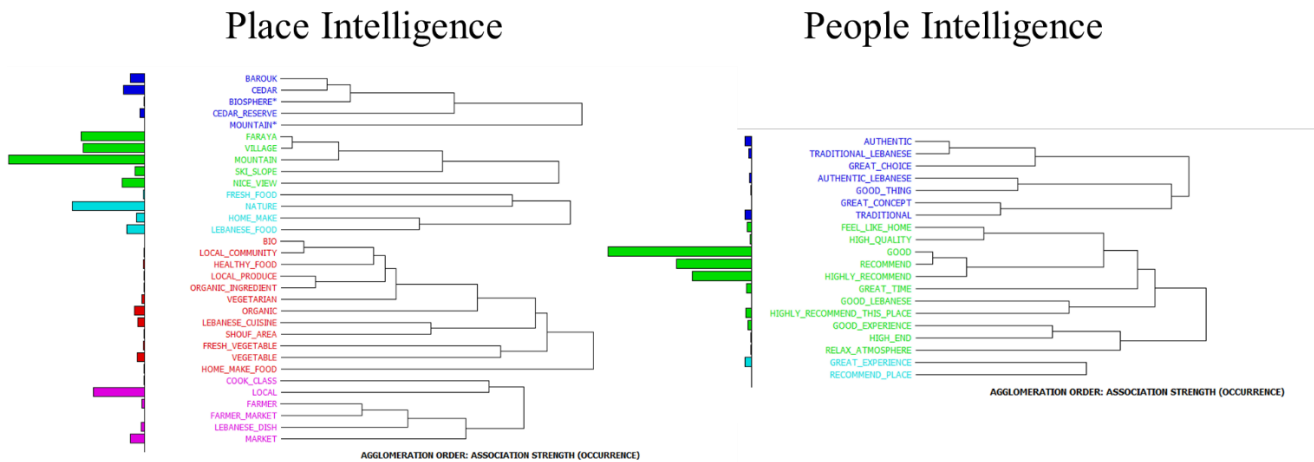 Place Intelligence
BAROUK
CEDAR
BIOSPHERE*
CEDAR_RESERVE
MOUNTAIN*
FARAYA
VILLAGE
MOUNTAIN
SKI_SLOPE
NICE_VIEW
FRESH_FOOD
NATURE
HOME_MAKE
LEBANESE_FOOD
BIO
LOCAL_COMMUNITY
HEALTHY_FOOD
LOCAL_PRODUCE
ORGANIC_INGREDIENT
VEGETARIAN
ORGANIC
LEBANESE_CUISINE
SHOUF_AREA
FRESH_VEGETABLE
VEGETABLE
HOME_MAKE_FOOD
COOK_CLASS
LOCAL
FARMER
FARMER_MARKET
LEBANESE_DISH
MARKET
AGGLOMERATION ORDER: ASSOCIATION STRENGTH (OCCURRENCE)
People Intelligence
AUTHENTIC
TRADITIONAL_LEBANESE
GREAT_CHOICE
AUTHENTIC_LEBANESE
GOOD_THING
GREAT_CONCEPT
TRADITIONAL
FEEL_LIKE_HOME
HIGH_QUALITY
GOOD
RECOMMEND
HIGHLY_RECOMMEND
GREAT_TIME
GOOD_LEBANESE
HIGHLY_RECOMMEND_THIS_PLACE
GOOD_EXPERIENCE
HIGH_END
RELAX_ATMOSPHERE
GREAT_EXPERIENCE
RECOMMEND_PLACE
AGGLOMERATION ORDER: ASSOCIATION STRENGTH (OCCURRENCE)